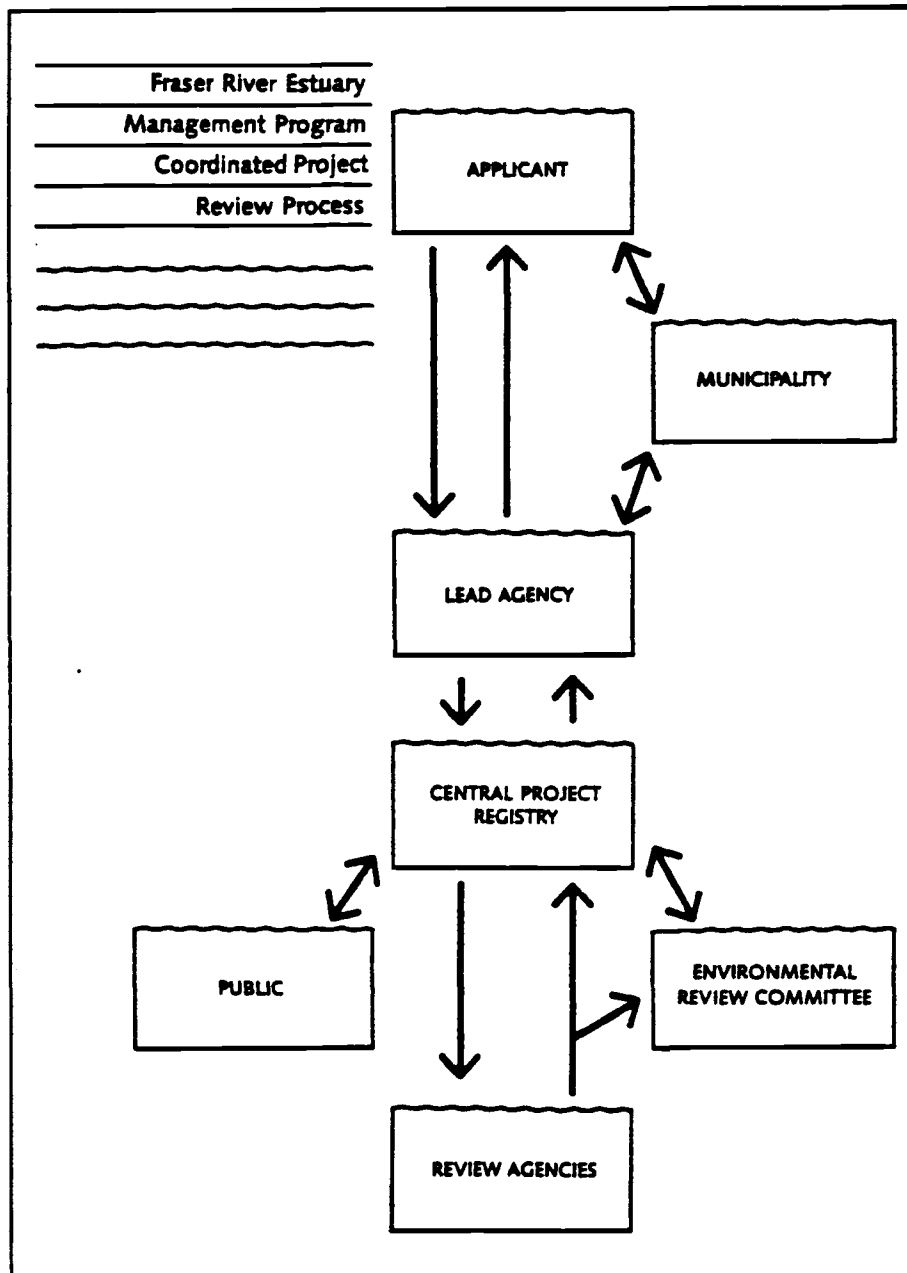 Fraser River Estuary
Management Program
Coordinated Project
Review Process
APPLICANT
MUNICIPALITY
LEAD AGENCY
CENTRAL PROJECT
REGISTRY
PUBLIC
ENVIRONMENTAL
REVIEW COMMITTEE
REVIEW AGENCIES